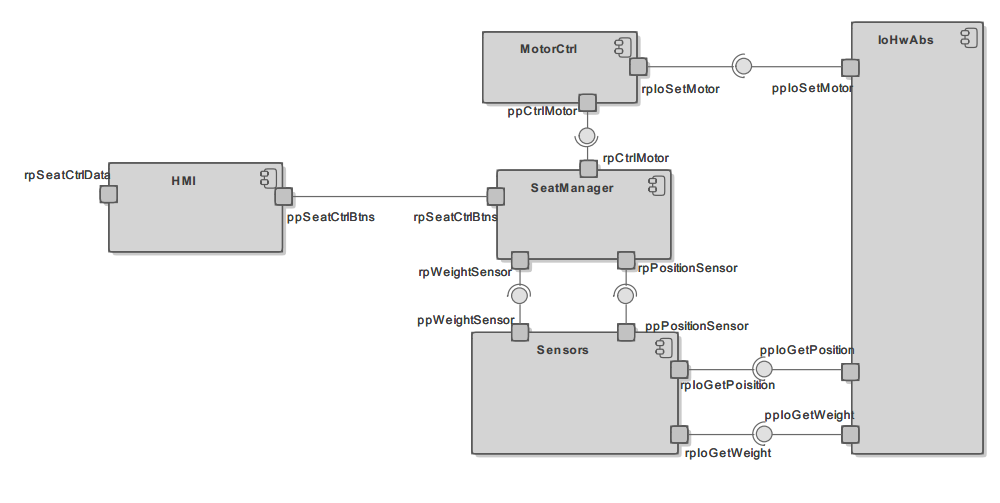 MotorCtrl
IoHwAbs
rpIoSetMotor
ppIoSetMotor
ppCtrlMotor
rpCtrlMotor
rpSeatCtrlData
HMI
SeatManager
ppSeatCtrlBtns
rpSeatCtrlBtns
rpWeightSensor
rpPositionSensor
ppWeightSensor
ppPositionSensor
Sensors
ppIoGetPosition
rpIoGetPoisition
ppIoGetWeight
rpIoGetWeight